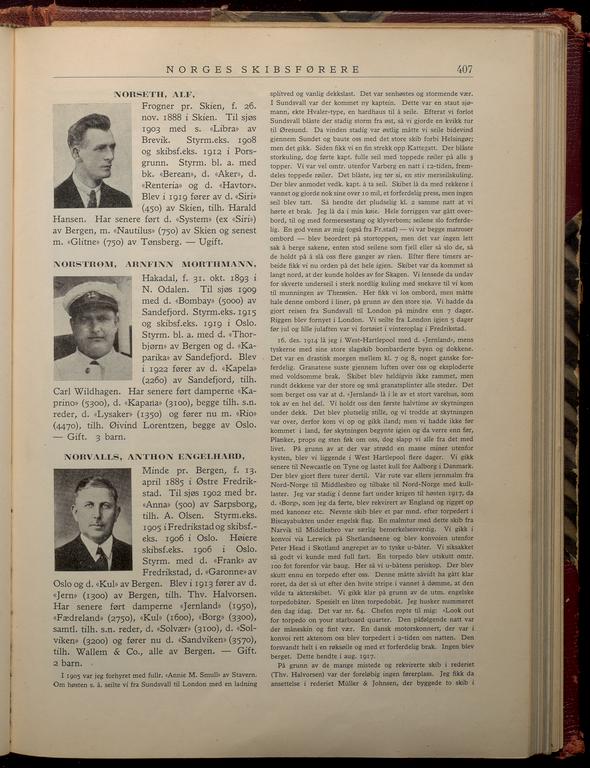 NORGES SKIBSFØRERE 407
NORSETH, ALF,
Frogner pr. Skien, f. 26.
nov. 1888 i Skien. Til sjøs
1903 med s. «Libra» av
Brevik. Styrm.eks. 1908
og skibsf.eks. 1912 i Pors-
grunn. Styrm. bl. a. med
bk. «Berean», d. «Aker», d.
«Renteria» og d. «Havtor».
Blev i 1919 fører av d. «Siri»
(450) av Skien, tilh. Harald
Hansen. Har senere ført d. «System» (ex «Siri»)
av Bergen, m. «Nautilus» (750) av Skien og senest
m. «Glitne» (750) av Tønsberg. — Ugift.
NORSTRØM, ARNFINN MORTHMANN,
Hakadal, f. 31. okt. 1893 i
N. Odalen. Til sjøs 1909
med d. «Bombay» (5000) av
Sandefjord. Styrm.eks. 1915
og skibsf.eks. 1919 i Oslo.
Styrm. bl. a. med d. «Thor-
bjørn» av Bergen og d. «Ka-
parika» av Sandefjord. Blev
i 1922 fører av d. «Kapela»
(2260) av Sandefjord, tilh.
Carl Wildhagen. Har senere ført damperne «Ka-
prino» (5300), d. «Kaparia» (3100), begge tilh. s.n.
reder, d. «Lysaker» (1350) og fører nu m. «Rio»
(4470), tilh. Øivind Lorentzen, begge av Oslo.
— Gift. 3 barn.
NORVALLS, ANTHON ENGELHARD,
Minde pr. Bergen, f. 13.
april 1885 i Østre Fredrik-
stad. Til sjøs 1902 med br.
«Anna» (500) av Sarpsborg,
tilh. A. Olsen. Styrm.eks.
1905 i Fredrikstad og skibsf.-
eks. 1906 i Oslo. Høiere
skibsf.eks. 1906 i Oslo.
Styrm. med d. «Frank» av
Fredrikstad, d. «Garonne» av
Oslo og d. «Kul» av Bergen. Blev i 1913 fører av d.
«Jern» (1300) av Bergen, tilh. Thv. Halvorsen.
Har senere ført damperne «Jernland» (1950),
«Fædreland» (2750), «Kul» (1600), «Borg» (3300),
samtl. tilh. s.n. reder, d. «Solvær» (3100), d. «Sol-
viken» (3200) og fører nu d. «Sandviken» (3570),
tilh. Wallem & Co., alle av Bergen. — Gift.
2 barn.
I 1905 var jeg forhyret med fullr. «Annie M. Smull» av Stavern.
Om høsten s. å. seilte vi fra Sundsvall til London med en ladning
splitved og vanlig dekkslast. Det var senhøstes og stormende vær.
I Sundsvall var der kommet ny kaptein. Dette var en staut sjø-
mann, ekte Hvaler-type, en hardhaus til å seile. Efterat vi forlot
Sundsvall blåste der stadig storm fra øst, så vi gjorde en kvikk tur
til Øresund. Da vinden stadig var østlig måtte vi seile bidevind
gjennem Sundet og baute oss med det store skib forbi Helsingør;
men det gikk. Siden fikk vi en fin strekk opp Kattegatt. Der blåste
storkuling, dog førte kapt. fulle seil med toppede røiler på alle 3
topper. Vi var vel omtr. utenfor Varberg en natt i 12-tiden, frem-
deles toppede røiler. Det blåste, jeg tør si, en stiv merseilskuling.
Der blev anmodet vedk. kapt. å ta seil. Skibet lå da med rekkene i
vannet og gjorde nok sine over 10 mil, et forferdelig press, men ingen
seil blev tatt. Så hendte det pludselig kl. 2 samme natt at vi
hørte et brak. Jeg lå da i min køie. Hele forriggen var gått over-
bord, til og med formersestang og klyverbom; seilene slo forferde-
lig. En god venn av mig (også fra Fr.stad) — vi var begge matroser
ombord — blev beordret på stortoppen, men det var ingen lett
sak å berge sakene, enten stod seilene som fjell eller så slo de, så
de holdt på å slå oss flere ganger av råen. Efter flere timers ar-
beide fikk vi nu orden på det hele igjen. Skibet var da kommet så
langt nord, at der kunde holdes av for Skagen. Vi lenssede da undav
for skverte underseil i sterk nordlig kuling med snekave til vi kom
til munningen av Themsen. Her fikk vi los ombord, men måtte
hale denne ombord i liner, på grunn av den store sjø. Vi hadde da
gjort reisen fra Sundsvall til London på mindre enn 7 dager.
Riggen blev fornyet i London. Vi seilte fra London igjen 5 dager
før jul og lille julaften var vi fortøiet i vinteroplag i Fredrikstad.
16. des. 1914 lå jeg i West-Hartlepool med d. «Jernland», mens
tyskerne med sine store slagskib bombarderte byen og dokkene.
Det var en drastisk morgen mellem kl. 7 og 8, noget ganske for-
ferdelig. Granatene suste gjennem luften over oss og eksploderte
med voldsomme brak. Skibet blev heldigvis ikke rammet, men
rundt dekkene var der store og små granatsplinter alle steder. Det
som berget oss var at d. «Jernland» lå i le av et stort varehus, som
tok av en hel del. Vi holdt oss den første halvtime av skytningen
under dekk. Det blev plutselig stille, og vi trodde at skytningen
var over, derfor kom vi op og gikk iland; men vi hadde ikke før
kommet i land, før skytningen begynte igjen og da verre enn før,
Planker, props og sten føk om oss, dog slapp vi alle fra det med
livet. På grunn av at der var strødd en masse miner utenfor
kysten, blev vi liggende i West Hartlepool flere dager. Vi gikk
senere til Newcastle on Tyne og lastet kull for Aalborg i Danmark.
Der blev gjort flere turer dertil. Vår rute var ellers jernmalm fra
Nord-Norge til Middlesbro og tilbake til Nord-Norge med kull-
laster. Jeg var stadig i denne fart under krigen til høsten 1917, da
d. «Borg», som jeg da førte, blev rekvirert av England og rigget op
med kanoner etc. Nevnte skib blev et par mnd. efter torpedert i
Biscayabukten under engelsk flag. En malmtur med dette skib fra
Narvik til Middlesbro var særlig bemerkelsesverdig. Vi gikk i
konvoi via Lerwick på Shetlandsøene og blev konvoien utenfor
Peter Head i Skotland angrepet av to tyske u-båter. Vi siksakket
så godt vi kunde med full fart. En torpedo blev utskutt omtr.
100 fot forenfor vår baug. Her så vi u-båtens periskop. Der blev
skutt ennu en torpedo efter oss. Denne måtte såvidt ha gått klar
roret, da det så ut efter den hvite stripe i vannet å dømme, at den
vilde ta akterskibet. Vi gikk klar på grunn av de utm. engelske
torpedobåter. Spesielt en liten torpedobåt. Jeg husker nummeret
den dag idag. Det var nr. 64. Chefen ropte til mig: «Look out
for torpedo on your starboard quarter. Den påfølgende natt var
det måneskin og fint vær. En dansk motorskonnert, der var i
konvoi rett aktenom oss blev torpedert i 2-tiden om natten. Den
forsvandt helt i en røksøile og med et forferdelig brak. Ingen blev
berget. Dette hendte i aug. 1917.
På grunn av de mange mistede og rekvirerte skib i rederiet
(Thv. Halvorsen) var der foreløbig ingen førerplass. Jeg fikk da
ansettelse i rederiet Müller & Johnsen, der byggede to skib i